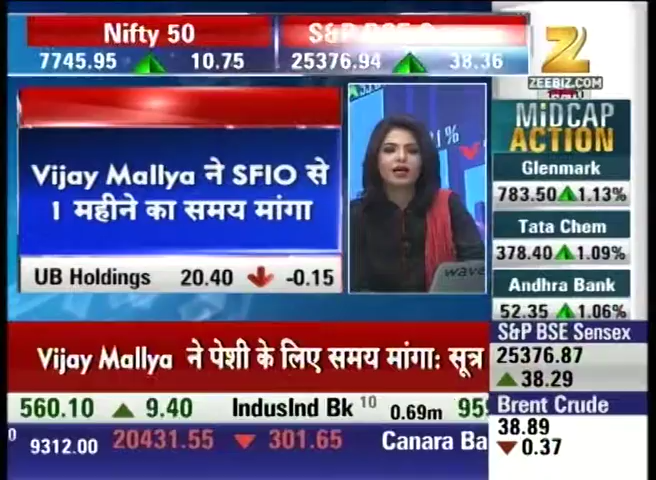 Nifty 50
S&P BSE
7745.95 10.75 25376.94 38.36
ZEEBIZ.COM
Vijay Mallya ने SFIO से
1 महीने का समय मांगा
UB Holdings 20.40 -0.15
1%
wave
MiDCAP
ACTION
Glenmark
783.50 1.13%
Tata Chem
378.40 1.09%
Andhra Bank
52.35 1.06%
S&P BSE Sensex
25376.87
38.29
Brent Crude
38.89
0.37
Vijay Mallya ने पेशी के लिए समय मांगा: सूत्र
560.10 9.40 IndusInd Bk 10 0.69m 959
0 9312.00 20431.55 301.65 Canara Ba